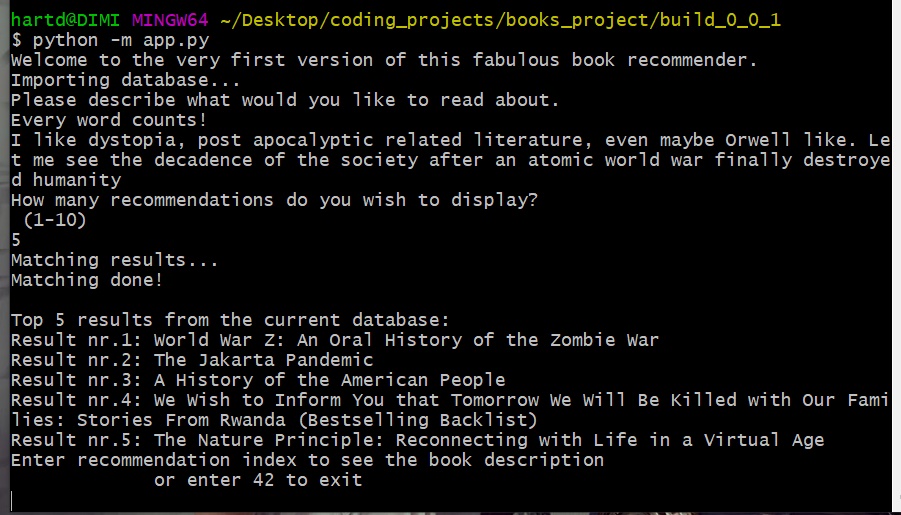 hartd@DIMI MINGW64 ~/Desktop/coding_projects/books_project/build_0_0_1
$ python -m app.py
Welcome to the very first version of this fabulous book recommender.
Importing database...
Please describe what would you like to read about.
Every word counts!
I like dystopia, post apocalyptic related literature, even maybe Orwell like. Le
t me see the decadence of the society after an atomic world war finally destroye
d humanity
How many recommendations do you wish to display?
(1-10)
5
Matching results...
Matching done!
Top 5 results from the current database:
Result nr.1: World War Z: An Oral History of the Zombie War
Result nr.2: The Jakarta Pandemic
Result nr.3: A History of the American People
Result nr.4: We Wish to Inform You that Tomorrow We Will Be Killed with Our Fami
lies: Stories From Rwanda (Bestselling Backlist)
Result nr.5: The Nature Principle: Reconnecting with Life in a Virtual Age
Enter recommendation index to see the book description
or enter 42 to exit